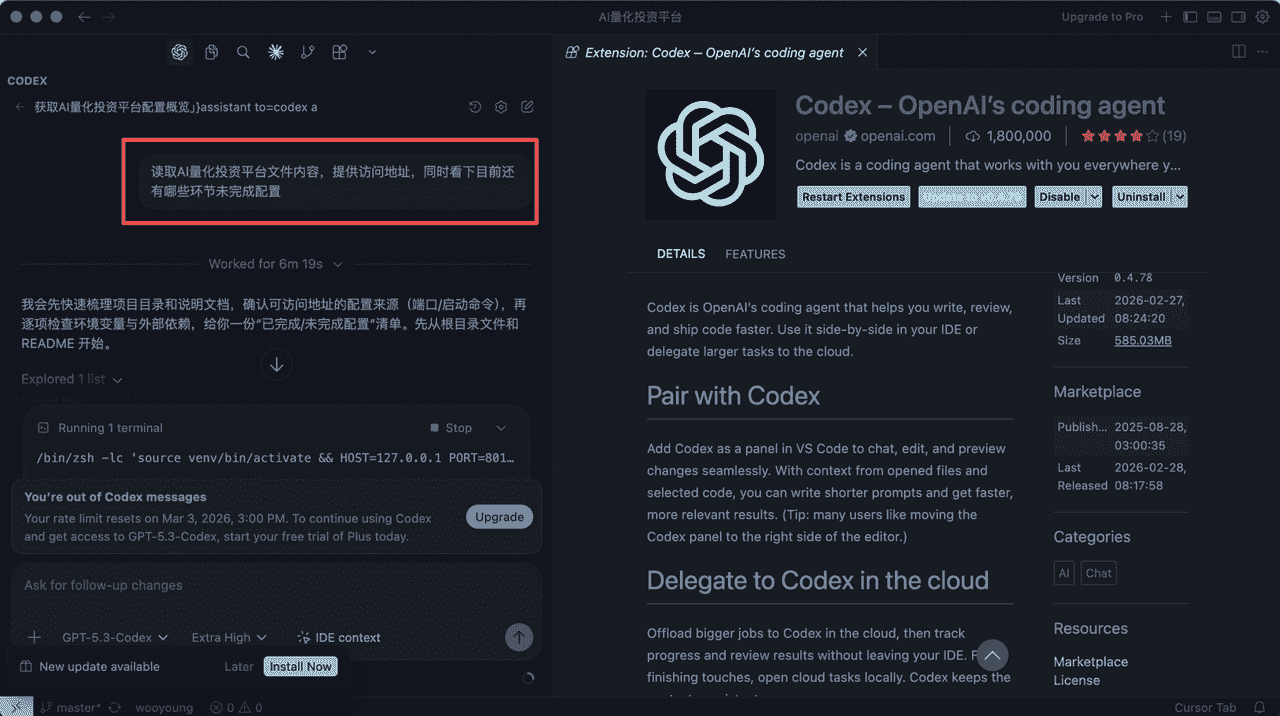 AI量化投资平台
Upgrade to Pro
CODEX
获取AI量化投资平台配置概览」}assistant to=codex a
读取AI量化投资平台文件内容，提供访问地址，同时看下目前还
有哪些环节未完成配置
Worked for 6m 19s
我会先快速梳理项目目录和说明文档，确认可访问地址的配置来源（端口/启动命令），再
逐项检查环境变量与外部依赖，给你一份“已完成/未完成配置”清单。先从根目录文件和
README 开始。
Explored 1 list
Running 1 terminal
Stop
/bin/zsh -lc 'source venv/bin/activate && HOST=127.0.0.1 PORT=801…
You’re out of Codex messages
Your rate limit resets on Mar 3, 2026, 3:00 PM. To continue using Codex
and get access to GPT-5.3-Codex, start your free trial of Plus today.
Upgrade
Ask for follow-up changes
GPT-5.3-Codex
Extra High
IDE context
New update available
Later
Install Now
master*
wooyoung
0
0
Extension: Codex – OpenAI’s coding agent
Codex – OpenAI’s coding agent
openai
openai.com
1,800,000
(19)
Codex is a coding agent that works with you everywhere y…
Restart Extensions
Disable
Uninstall
DETAILS
FEATURES
Codex is OpenAI’s coding agent that helps you write, review,
and ship code faster. Use it side-by-side in your IDE or
delegate larger tasks to the cloud.
Pair with Codex
Add Codex as a panel in VS Code to chat, edit, and preview
changes seamlessly. With context from opened files and
selected code, you can write shorter prompts and get faster,
more relevant results. (Tip: many users like moving the
Codex panel to the right side of the editor.)
Delegate to Codex in the cloud
Offload bigger jobs to Codex in the cloud, then track
progress and review results without leaving your IDE.
finishing touches, open cloud tasks locally. Codex keeps the
Version 0.4.78
Last 2026-02-27,
Updated 08:24:20
Size 585.03MB
Marketplace
Publish… 2025-08-28,
03:00:35
Last 2026-02-28,
Released 08:17:58
Categories
AI
Chat
Resources
Marketplace
License
Cursor Tab